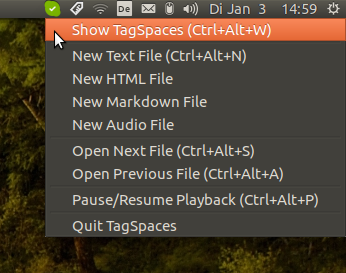 De Di Jan 3 14:59
Show TagSpaces (Ctrl+Alt+W)
New Text File (Ctrl+Alt+N)
New HTML File
New Markdown File
New Audio File
Open Next File (Ctrl+Alt+S)
Open Previous File (Ctrl+Alt+A)
Pause/Resume Playback (Ctrl+Alt+P)
Quit TagSpaces